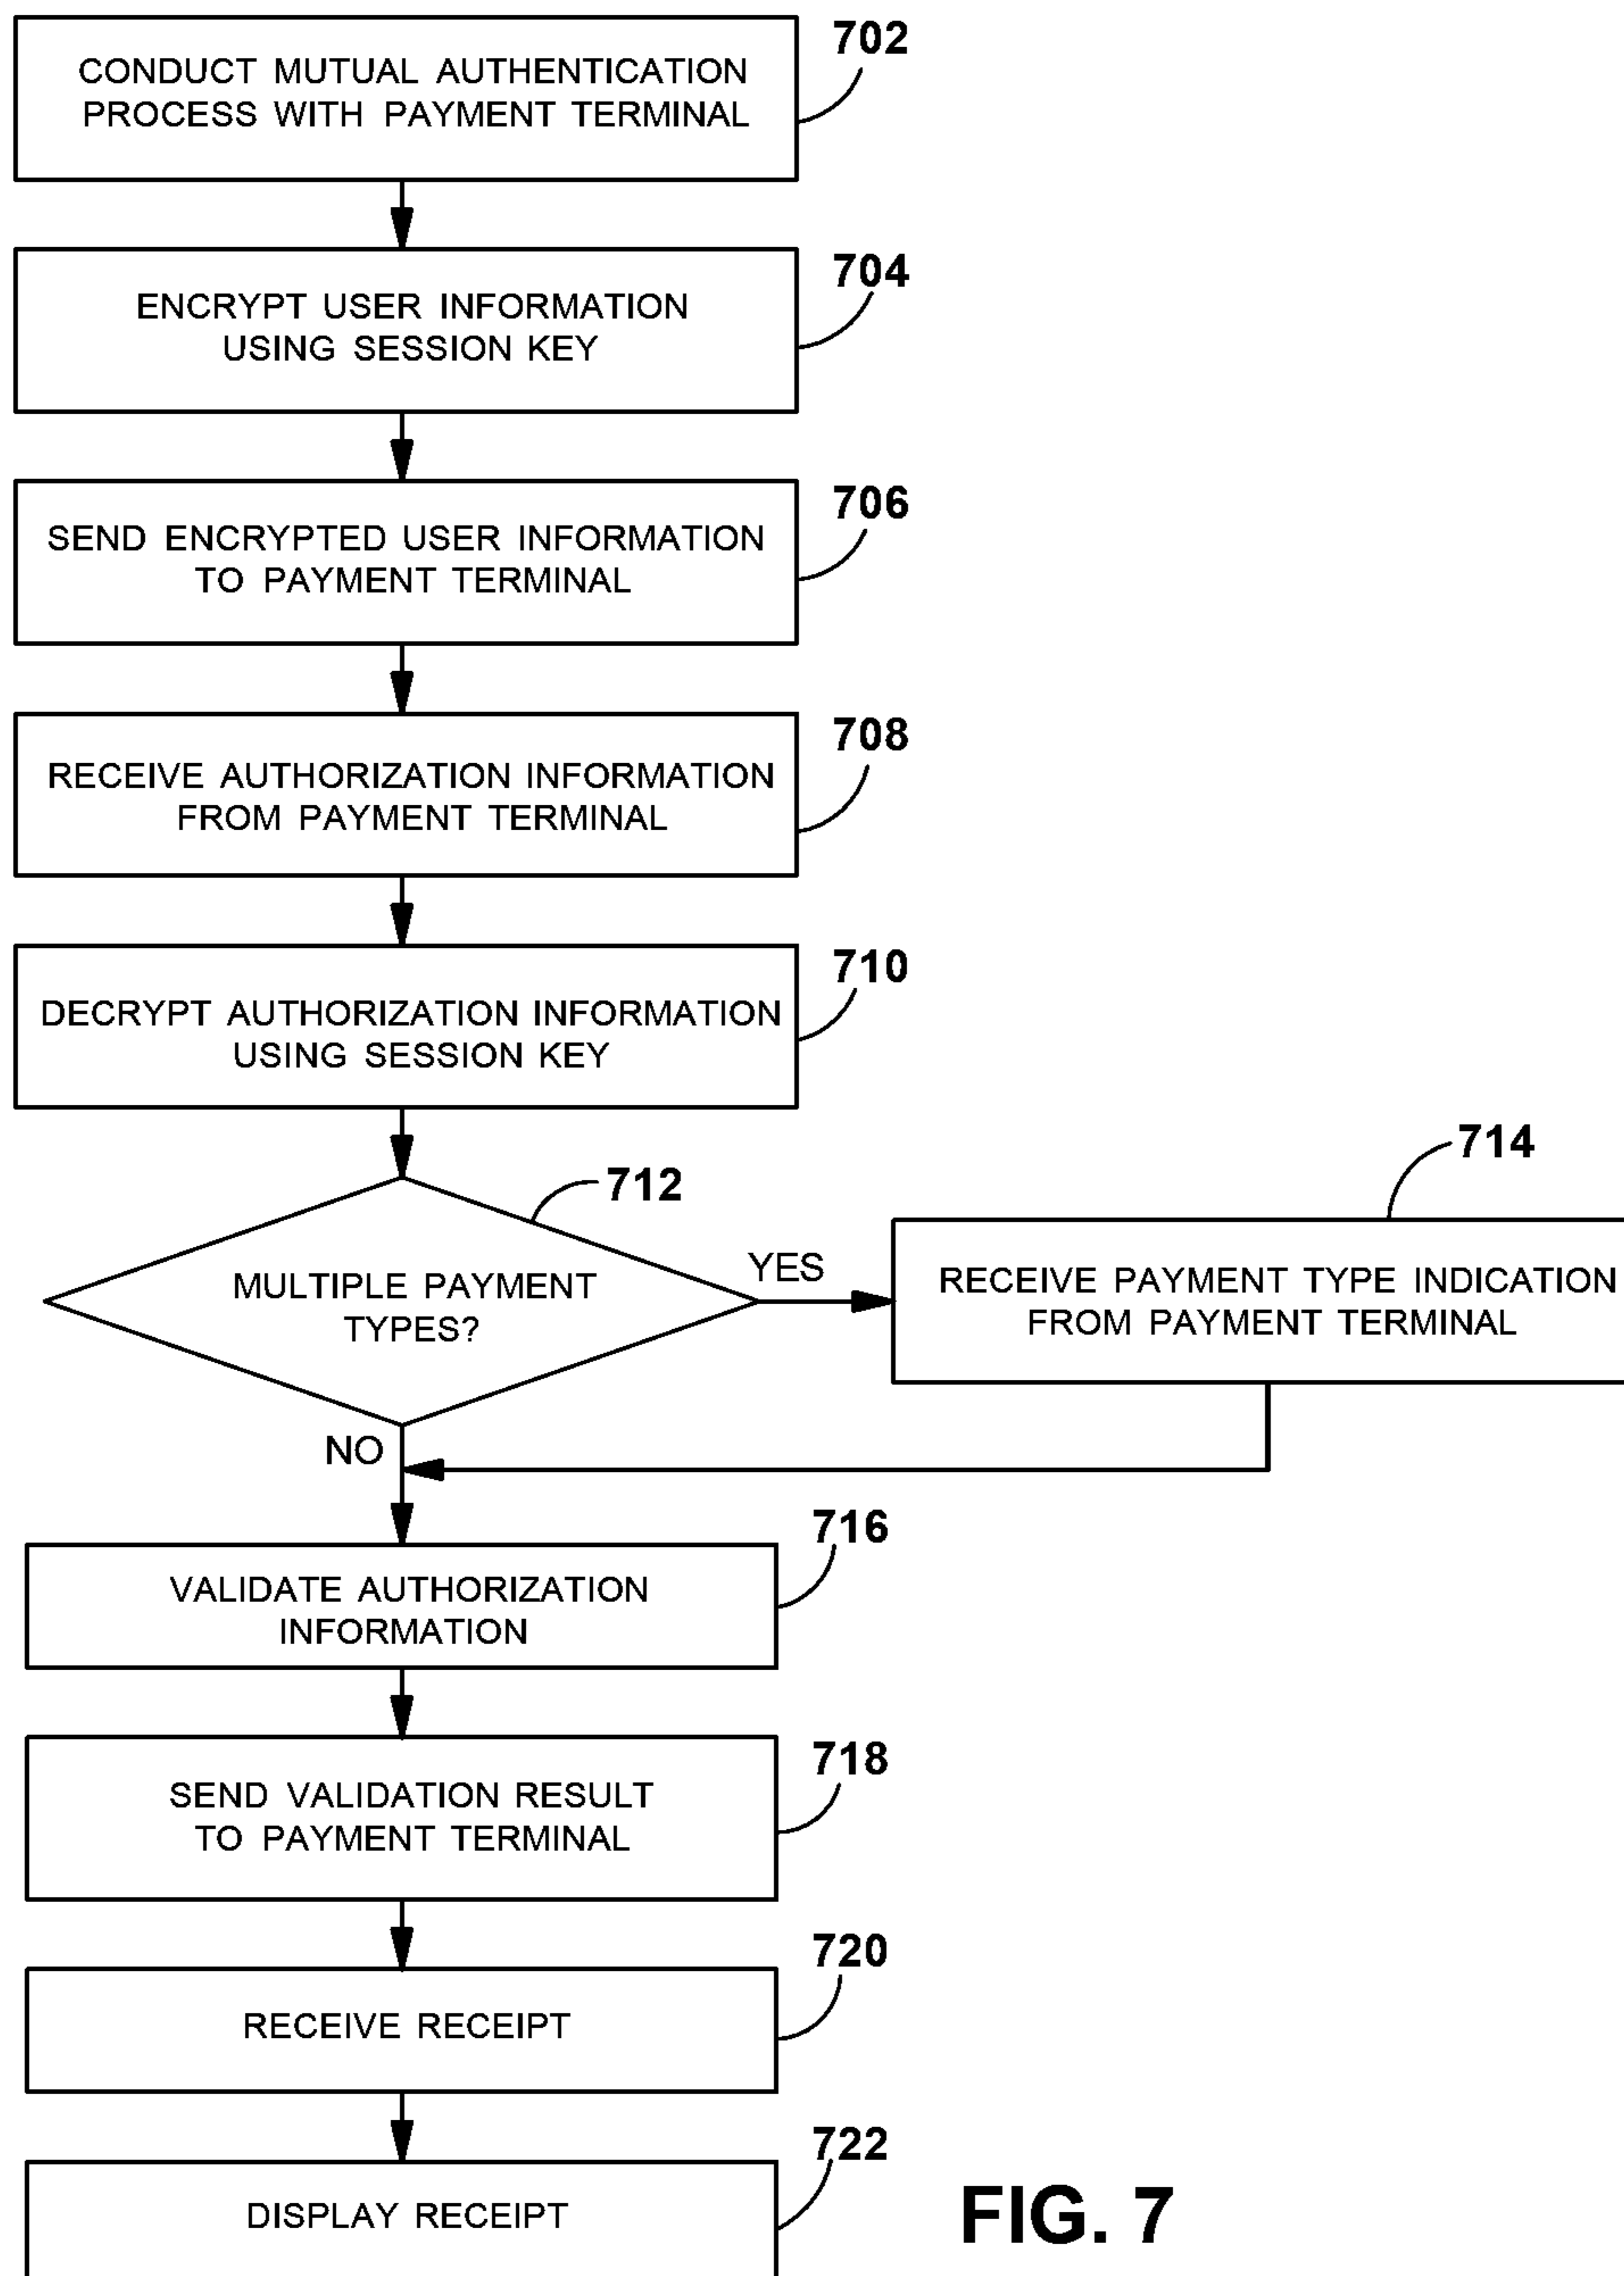 702
CONDUCT MUTUAL AUTHENTICATION
PROCESS WITH PAYMENT TERMINAL
704
ENCRYPT USER INFORMATION
USING SESSION KEY
706
SEND ENCRYPTED USER INFORMATION
TO PAYMENT TERMINAL
708
RECEIVE AUTHORIZATION INFORMATION
FROM PAYMENT TERMINAL
710
DECRYPT AUTHORIZATION INFORMATION
USING SESSION KEY
712
MULTIPLE PAYMENT
TYPES?
YES
714
RECEIVE PAYMENT TYPE INDICATION
FROM PAYMENT TERMINAL
NO
716
VALIDATE AUTHORIZATION
INFORMATION
718
SEND VALIDATION RESULT
TO PAYMENT TERMINAL
720
RECEIVE RECEIPT
722
DISPLAY RECEIPT
FIG. 7